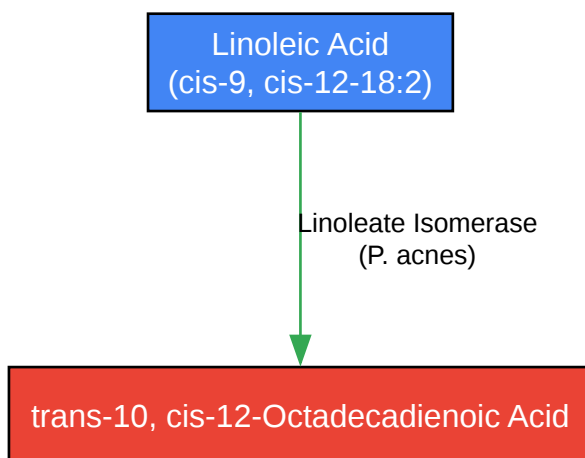 Linoleic Acid
(cis-9, cis-12-18:2)
Linoleate Isomerase
(P. acnes)
trans-10, cis-12-Octadecadienoic Acid